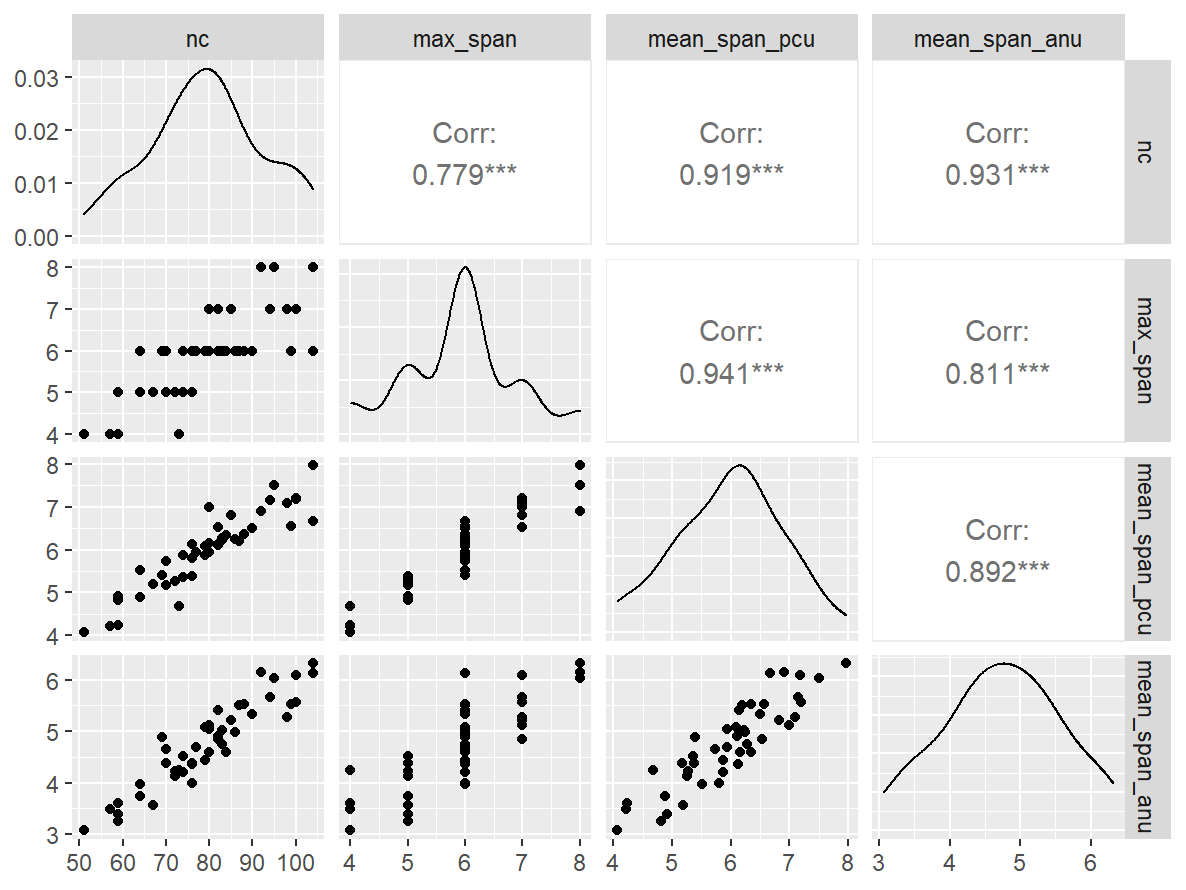 nc
max_span
mean_span_pcu
mean_span_anu
0.03
0.02
0.01
0.00
Corr:
0.779***
Corr:
0.919***
Corr:
0.931***
nc
8
7
6
5
4
Corr:
0.941***
Corr:
0.811***
max_span
8
7
6
5
4
Corr:
0.892***
mean_span_pcu
6
5
4
3
mean_span_anu
50 60 70 80 90 100
4 5 6 7 8
4 5 6 7 8
3 4 5 6